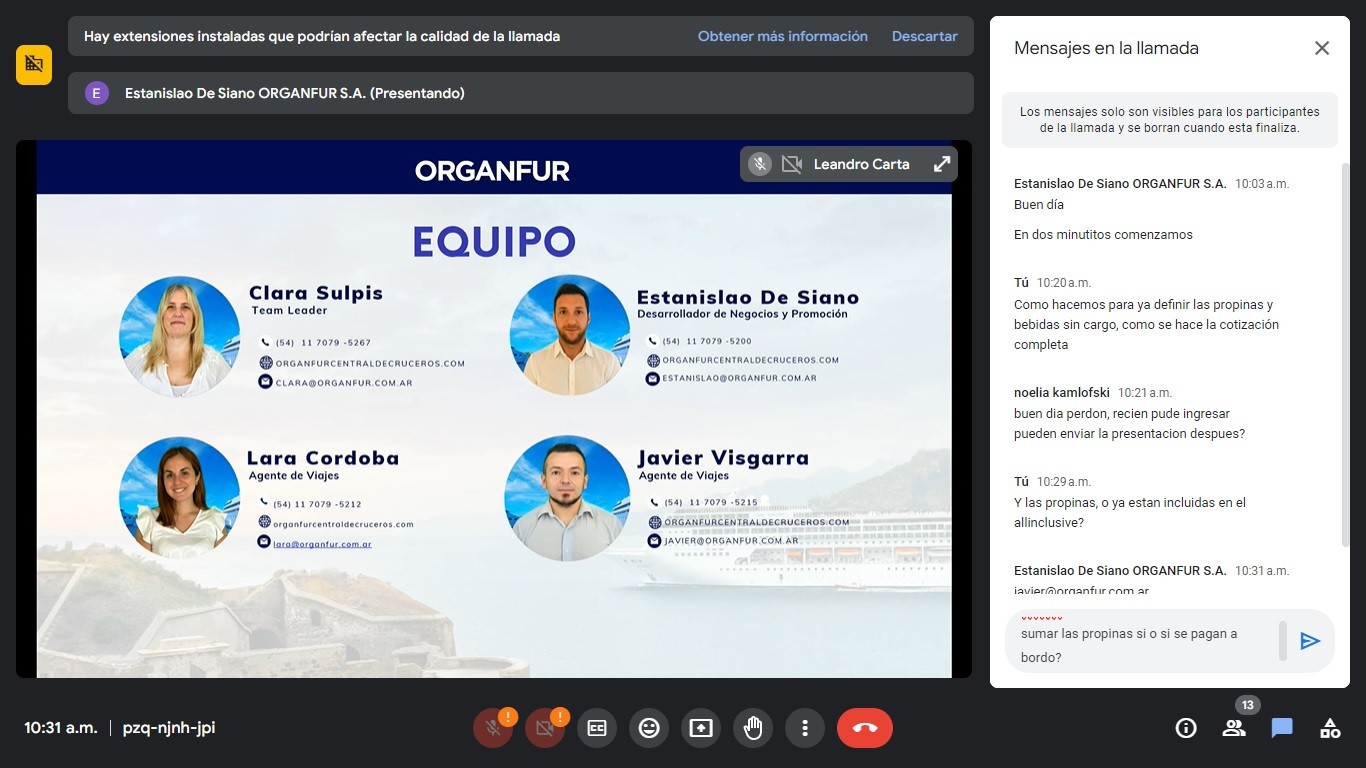 Hay extensiones instaladas que podrían afectar la calidad de la llamada
Obtener más información
Descartar
E
Estanislao De Siano ORGANFUR S.A. (Presentando)
ORGANFUR
Leandro Carta
EQUIPO
Clara Sulpis
Team Leader
(54) 11 7079 -5267
ORGANFURCENTRALDECRUCEROS.COM
CLARA@ORGANFUR.COM.AR
Estanislao De Siano
Desarrollador de Negocios y Promoción
(54) 11 7079 -5200
ORGANFURCENTRALDECRUCEROS.COM
ESTANISLAO@ORGANFUR.COM.AR
Lara Cordoba
Agente de Viajes
(54) 11 7079 -5212
organfurcentraldecruceros.com
lara@organfur.com.ar
Javier Visgarra
Agente de Viajes
(54) 11 7079 -5215
ORGANFURCENTRALDECRUCEROS.COM
JAVIER@ORGANFUR.COM.AR
Mensajes en la llamada
Los mensajes solo son visibles para los participantes
de la llamada y se borran cuando esta finaliza.
Estanislao De Siano ORGANFUR S.A. 10:03 a.m.
Buen día
En dos minutitos comenzamos
Tú 10:20 a.m.
Como hacemos para ya definir las propinas y
bebidas sin cargo, como se hace la cotización
completa
noelia kamlofski 10:21 a.m.
buen dia perdon, recien pude ingresar
pueden enviar la presentacion despues?
Tú 10:29 a.m.
Y las propinas, o ya estan incluidas en el
allinclusive?
Estanislao De Siano ORGANFUR S.A. 10:31 a.m.
javier@organfur.com.ar
sumar las propinas si o si se pagan a
bordo?
10:31 a.m. | pzq-njnh-jpi
!
!
CC
13